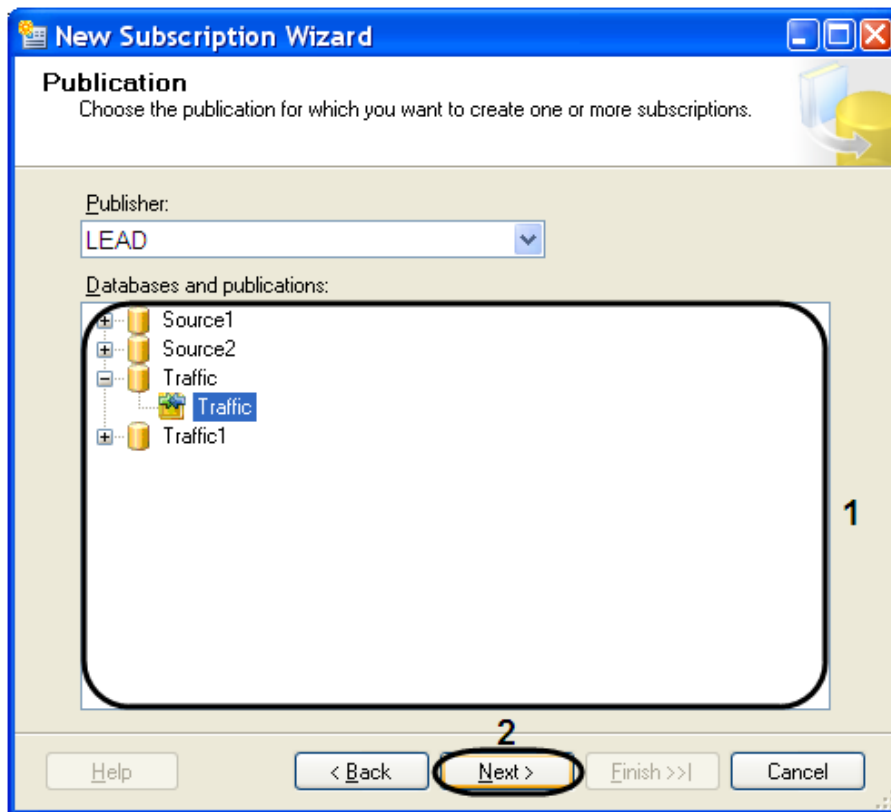 New Subscription Wizard
Publication
Choose the publication for which you want to create one or more subscriptions.
Publisher:
LEAD
Databases and publications:
Source1
Source2
Traffic
Traffic
Traffic1
1
2
Help
< Back
Next >
Finish >>|
Cancel